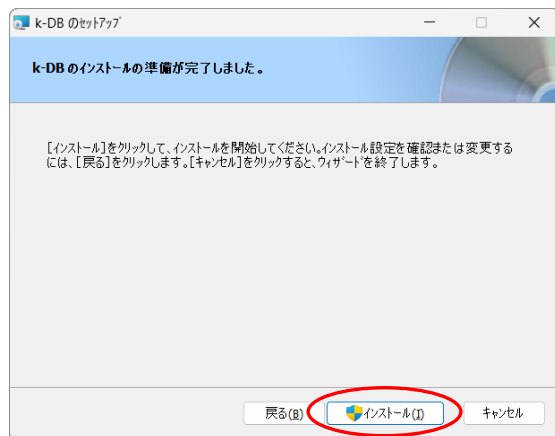 k-DB のｾｯﾄｱｯﾌﾟ
k-DB のインストールの準備が完了しました。
[インストール]をクリックして、インストールを開始してください。インストール設定を確認または変更する
には、[戻る]をクリックします。[キャンセル]をクリックすると、ウィザードを終了します。
戻る(B)
インストール(I)
キャンセル